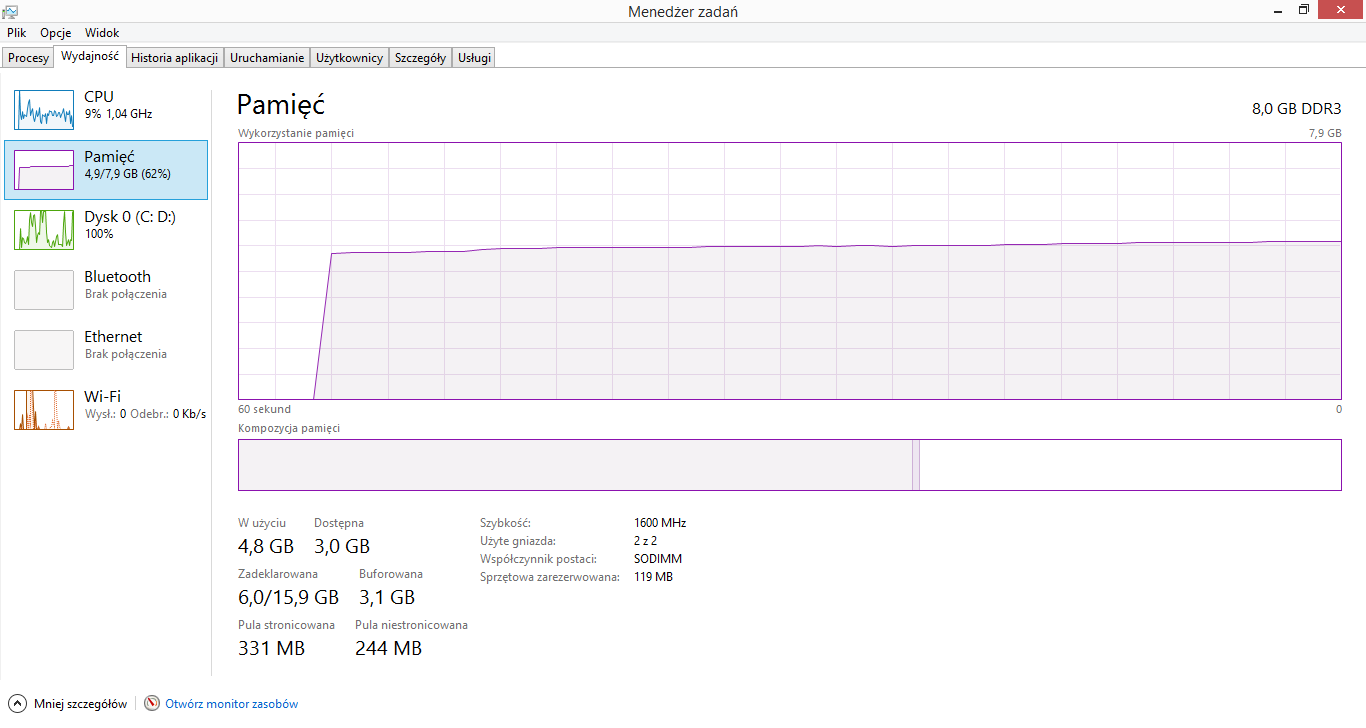 Menedżer zadań
Plik Opcje Widok
Procesy Wydajność Historia aplikacji Uruchamianie Użytkownicy Szczegóły Usługi
CPU
9% 1,04 GHz
Pamięć
4,9/7,9 GB (62%)
Dysk 0 (C: D:)
100%
Bluetooth
Brak połączenia
Ethernet
Brak połączenia
Wi-Fi
Wysł.: 0 Odebr.: 0 Kb/s
Pamięć 8,0 GB DDR3
Wykorzystanie pamięci 7,9 GB
60 sekund 0
Kompozycja pamięci
W użyciu Dostępna
4,8 GB 3,0 GB
Zadeklarowana Buforowana
6,0/15,9 GB 3,1 GB
Pula stronicowana Pula niestronicowana
331 MB 244 MB
Szybkość: 1600 MHz
Użyte gniazda: 2 z 2
Współczynnik postaci: SODIMM
Sprzętowa zarezerwowana: 119 MB
Mniej szczegółów Otwórz monitor zasobów